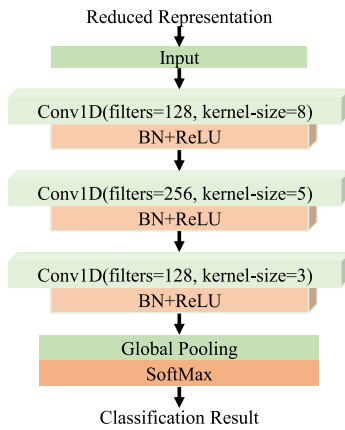 Reduced Representation
Input
Conv1D(filters=128, kernel-size=8)
BN+ReLU
Conv1D(filters=256, kernel-size=5)
BN+ReLU
Conv1D(filters=128, kernel-size=3)
BN+ReLU
Global Pooling
SoftMax
Classification Result